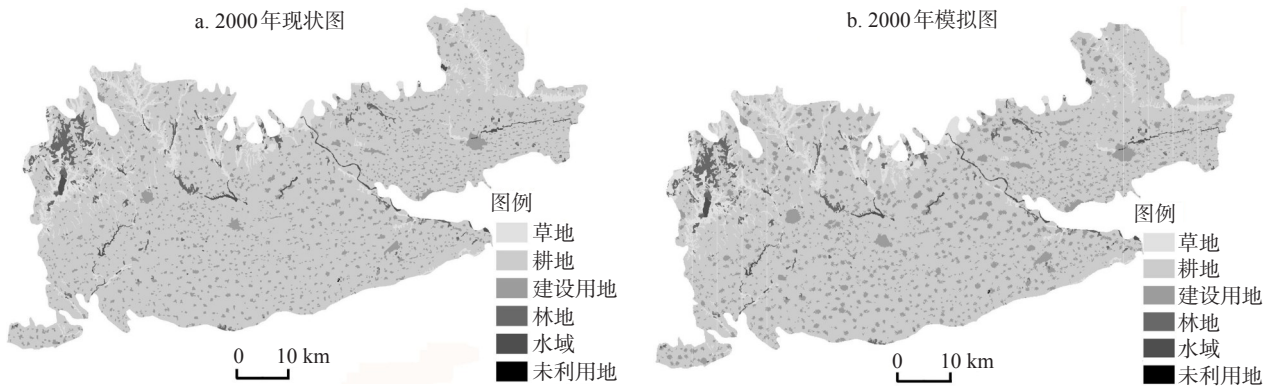 a. 2000年现状图
图例
草地
耕地
建设用地
林地
水域
未利用地
0 10 km
b. 2000年模拟图
图例
草地
耕地
建设用地
林地
水域
未利用地
0 10 km